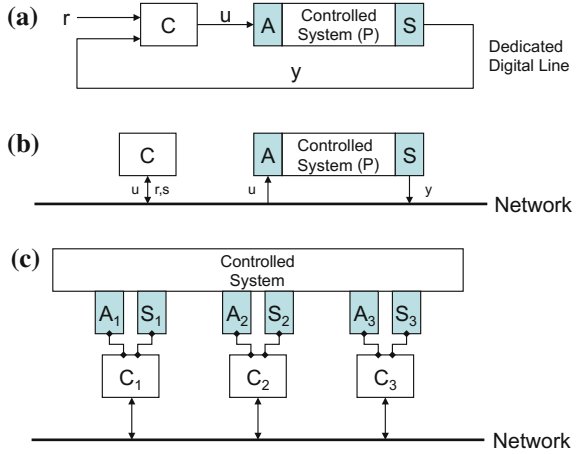 (a)
r
C
u
A
Controlled
System (P)
S
y
Dedicated
Digital Line
(b)
C
u
r,s
A
Controlled
System (P)
S
u
y
Network
(c)
Controlled
System
A1
S1
A2
S2
A3
S3
C1
C2
C3
Network